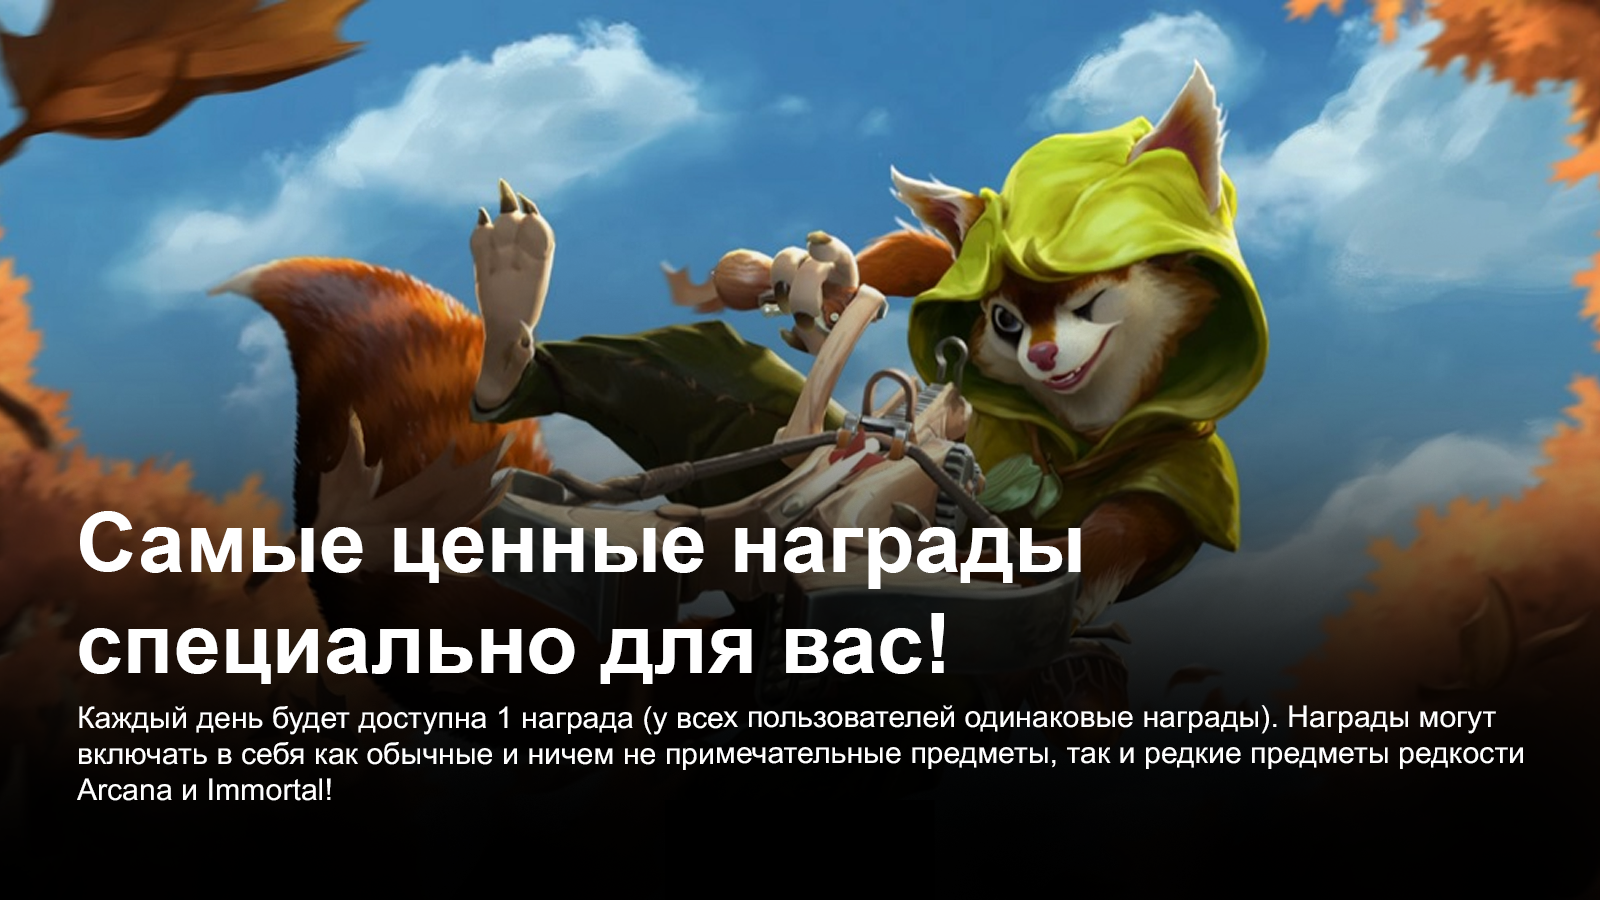 Самые ценные награды
специально для вас!
Каждый день будет доступна 1 награда (у всех пользователей одинаковые награды). Награды могут
включать в себя как обычные и ничем не примечательные предметы, так и редкие предметы редкости
Arcana и Immortal!